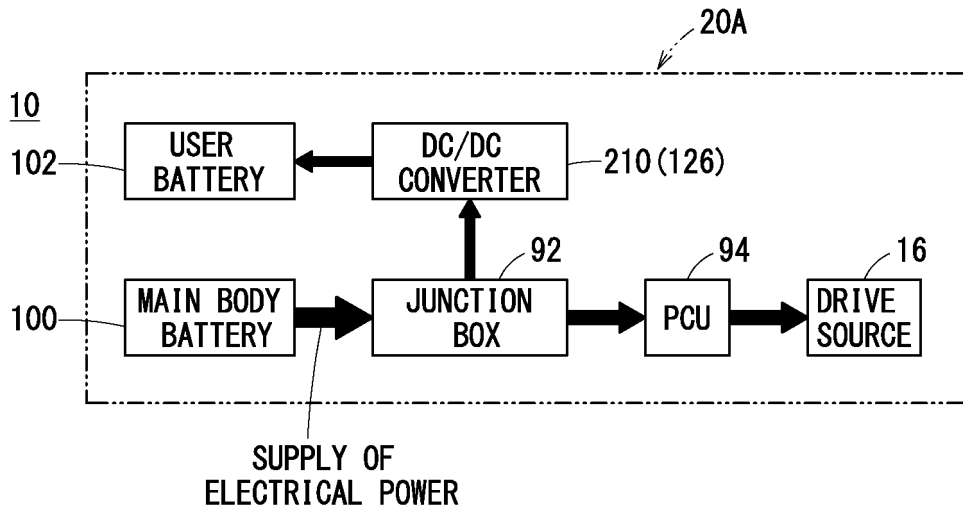 20A
10
USER
BATTERY
102
DC/DC
CONVERTER
210(126)
92
94
16
MAIN BODY
BATTERY
100
JUNCTION
BOX
PCU
DRIVE
SOURCE
SUPPLY OF
ELECTRICAL POWER